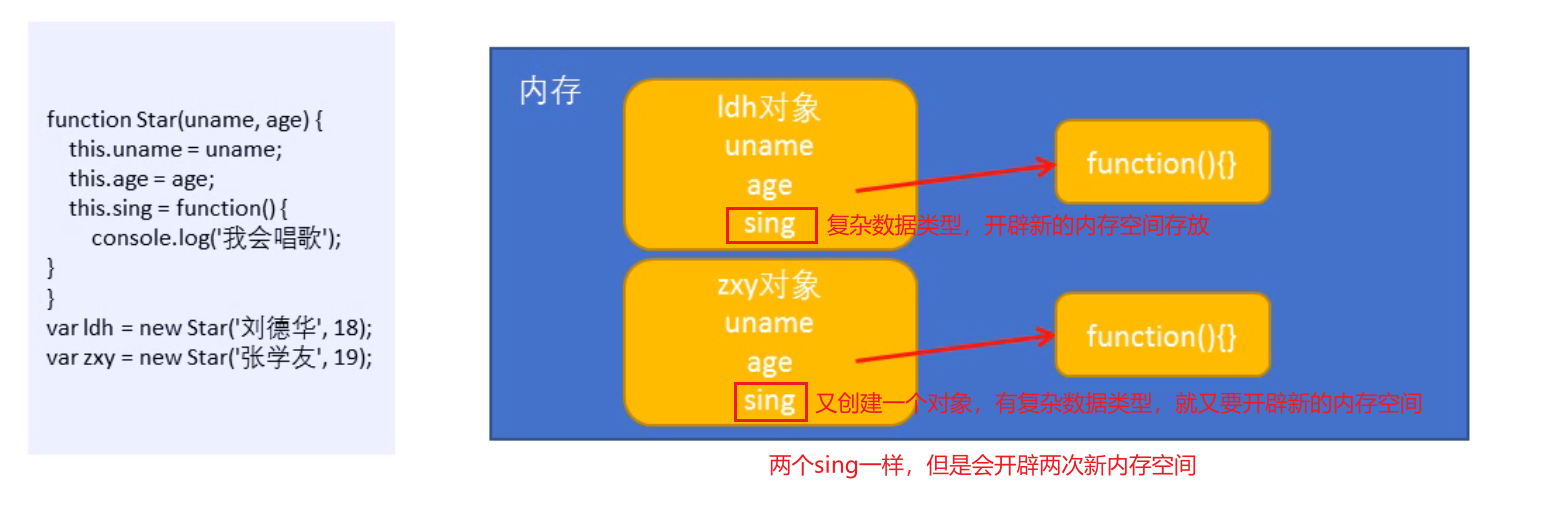 function Star(uname, age) {
this.uname = uname;
this.age = age;
this.sing = function() {
console.log('我会唱歌');
}
}
var ldh = new Star('刘德华', 18);
var zxy = new Star('张学友', 19);
内存
ldh对象
uname
age
sing
复杂数据类型，开辟新的内存空间存放
function(){}
zxy对象
uname
age
sing
又创建一个对象，有复杂数据类型，就又要开辟新的内存空间
function(){}
两个sing一样，但是会开辟两次新内存空间